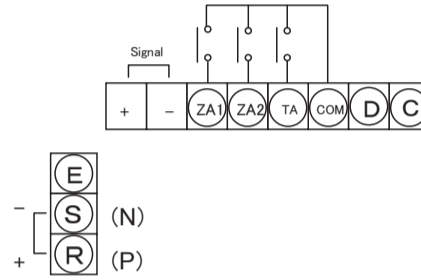 Signal
+ - ZA1 ZA2 TA COM D C
E
- S (N)
+ R (P)